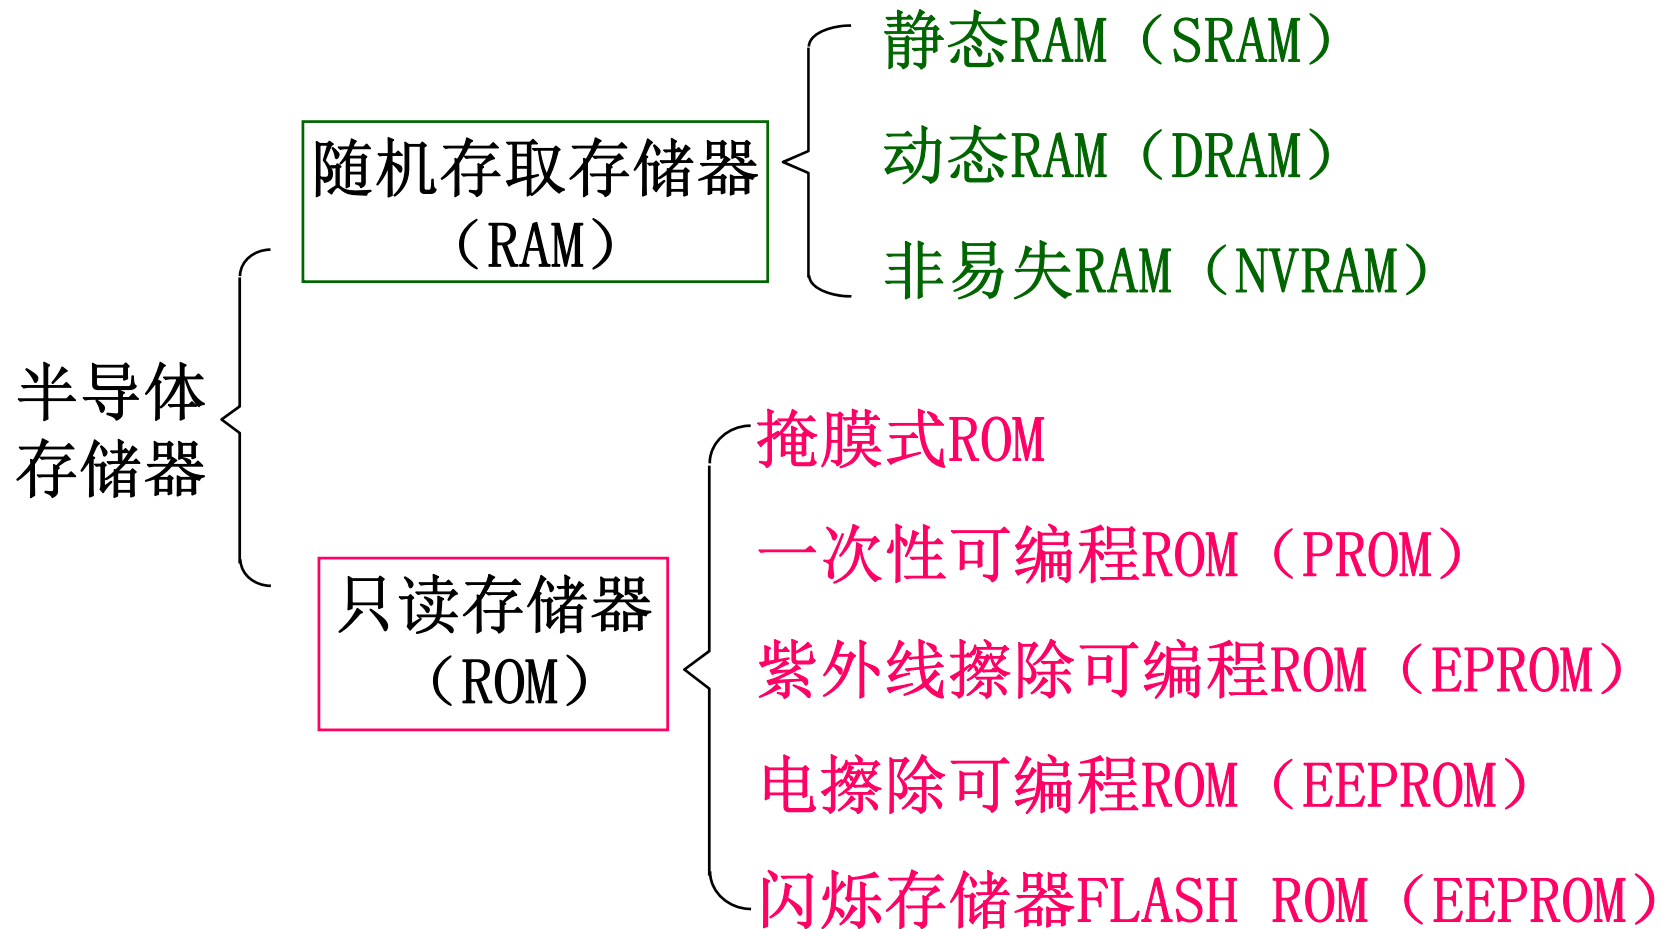 半导体
存储器
随机存取存储器
（RAM）
静态RAM（SRAM）
动态RAM（DRAM）
非易失RAM（NVRAM）
只读存储器
（ROM）
掩膜式ROM
一次性可编程ROM（PROM）
紫外线擦除可编程ROM（EPROM）
电擦除可编程ROM（EEPROM）
闪烁存储器FLASH ROM（EEPROM）